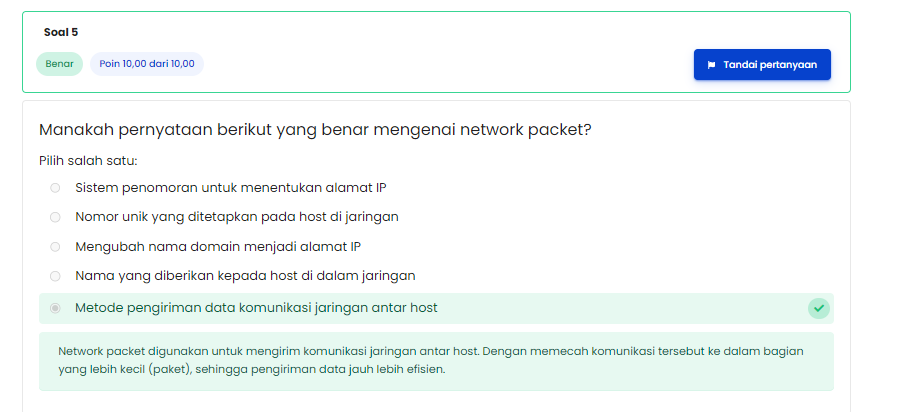 Soal 5
Benar
Poin 10,00 dari 10,00
Tandai pertanyaan
Manakah pernyataan berikut yang benar mengenai network packet?
Pilih salah satu:
Sistem penomoran untuk menentukan alamat IP
Nomor unik yang ditetapkan pada host di jaringan
Mengubah nama domain menjadi alamat IP
Nama yang diberikan kepada host di dalam jaringan
Metode pengiriman data komunikasi jaringan antar host
Network packet digunakan untuk mengirim komunikasi jaringan antar host. Dengan memecah komunikasi tersebut ke dalam bagian
yang lebih kecil (paket), sehingga pengiriman data jauh lebih efisien.